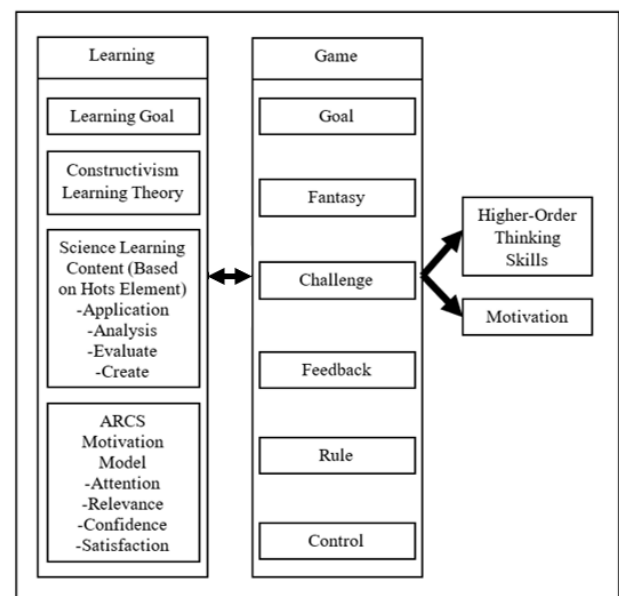 Learning
Learning Goal
Constructivism
Learning Theory
Science Learning
Content (Based
on Hots Element)
-Application
-Analysis
-Evaluate
-Create
ARCS
Motivation
Model
-Attention
-Relevance
-Confidence
-Satisfaction
Game
Goal
Fantasy
Challenge
Feedback
Rule
Control
Higher-Order
Thinking
Skills
Motivation